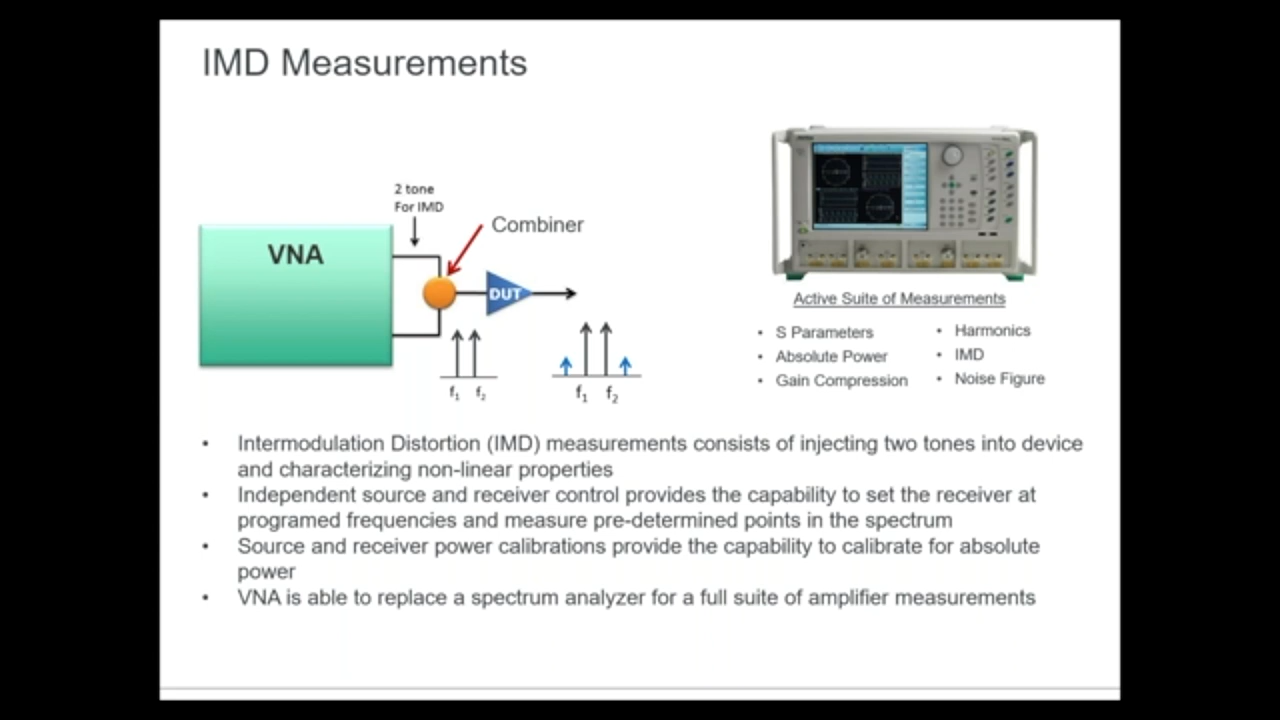 IMD Measurements
2 tone
For IMD
Combiner
VNA
DUT
f1 f2
f1 f2
Active Suite of Measurements
• S Parameters
• Absolute Power
• Gain Compression
• Harmonics
• IMD
• Noise Figure
• Intermodulation Distortion (IMD) measurements consists of injecting two tones into device
and characterizing non-linear properties
• Independent source and receiver control provides the capability to set the receiver at
programed frequencies and measure pre-determined points in the spectrum
• Source and receiver power calibrations provide the capability to calibrate for absolute
power
• VNA is able to replace a spectrum analyzer for a full suite of amplifier measurements